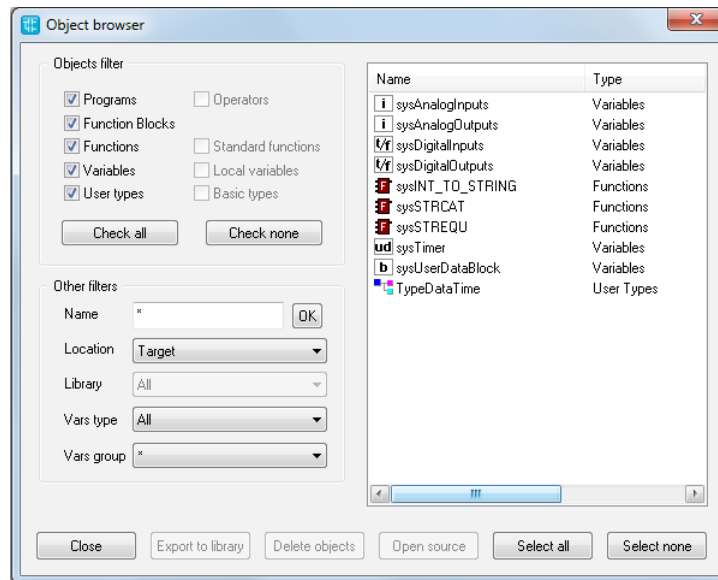 Object browser
Objects filter
Programs
Operators
Function Blocks
Functions
Standard functions
Variables
Local variables
User types
Basic types
Check all
Check none
Other filters
Name
*
OK
Location
Target
Library
All
Vars type
All
Vars group
*
Name Type
i sysAnalogInputs Variables
i sysAnalogOutputs Variables
t/f sysDigitalInputs Variables
t/f sysDigitalOutputs Variables
F sysINT_TO_STRING Functions
F sysSTRCAT Functions
F sysSTREQU Functions
ud sysTimer Variables
b sysUserDataBlock Variables
TypeDataTime User Types
Close
Export to library
Delete objects
Open source
Select all
Select none